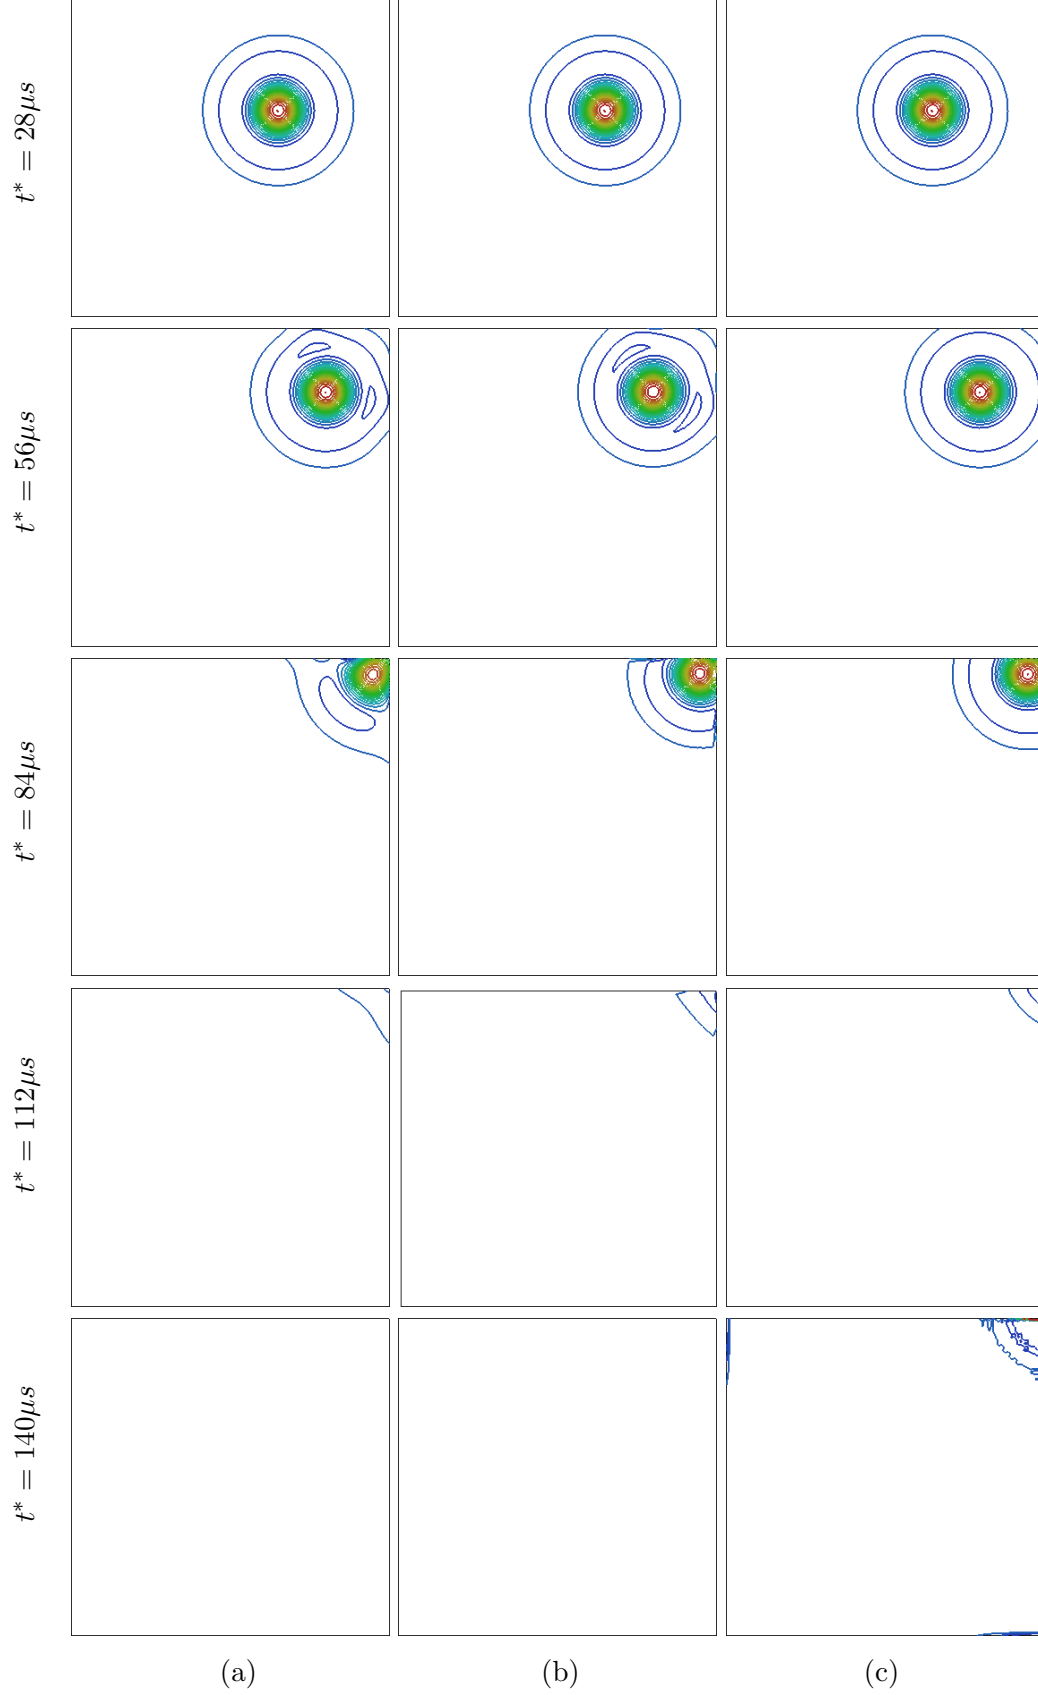 t* = 28μs
t* = 56μs
t* = 84μs
t* = 112μs
t* = 140μs
(a) (b) (c)